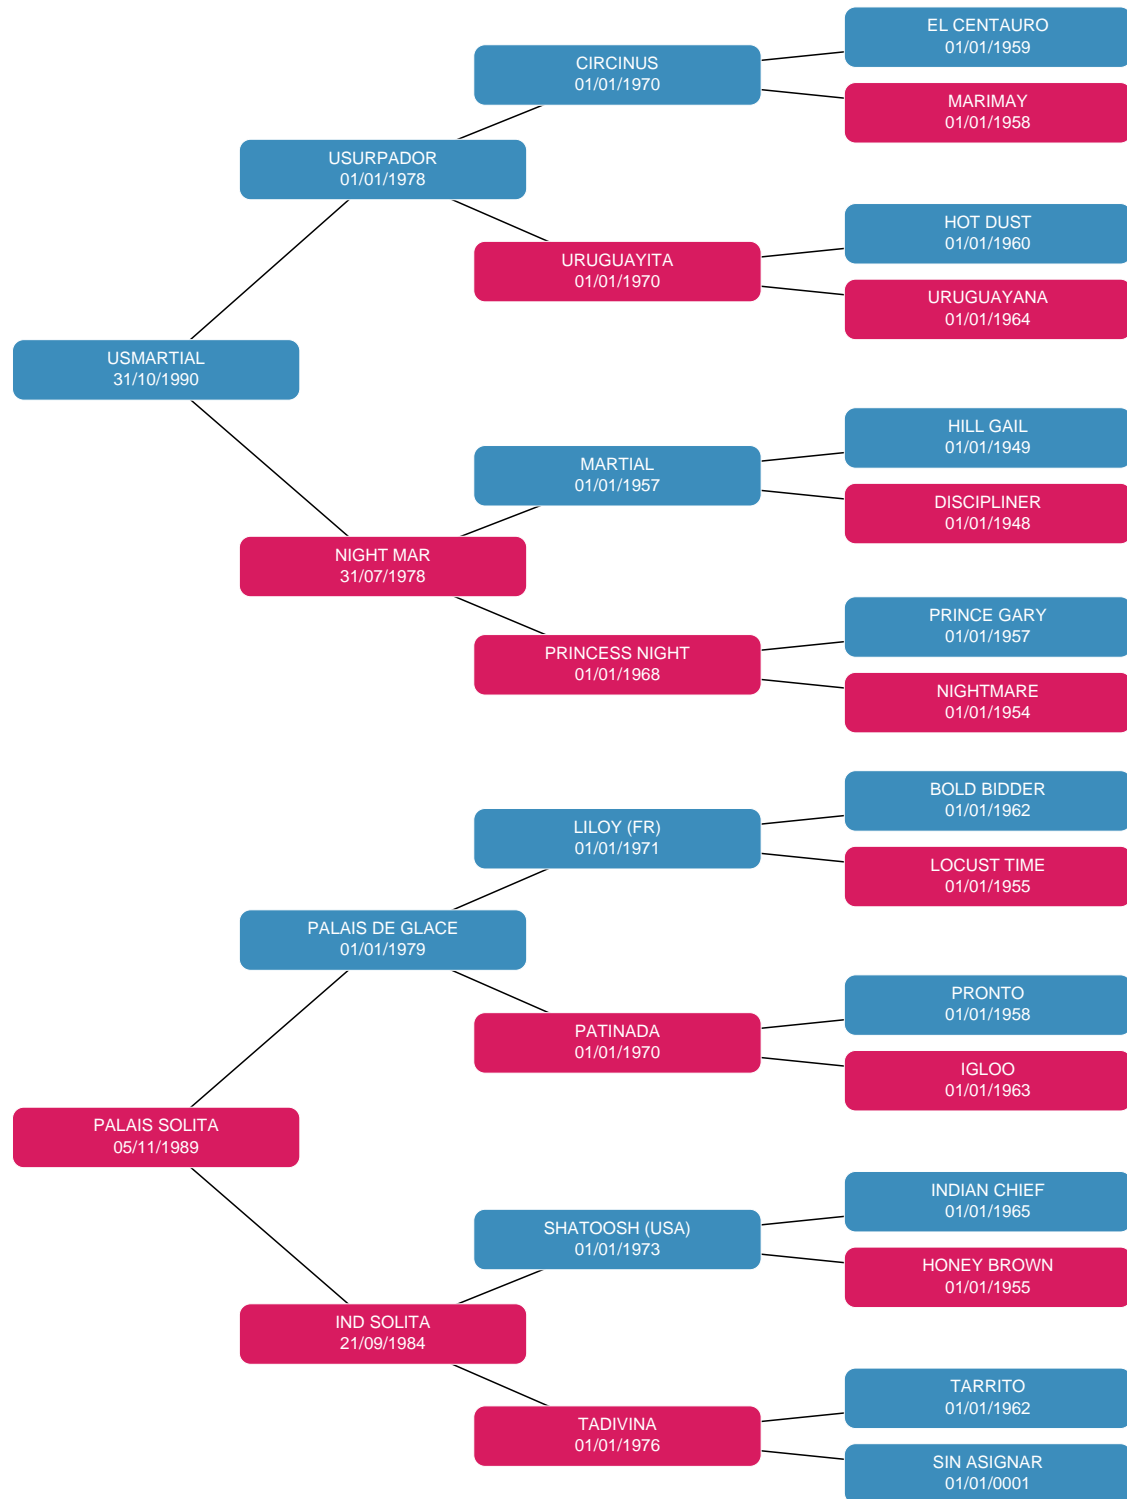 EL CENTAURO
01/01/1959
CIRCINUS
01/01/1970
MARIMAY
01/01/1958
USURPADOR
01/01/1978
HOT DUST
01/01/1960
URUGUAYITA
01/01/1970
URUGUAYANA
01/01/1964
USMARTIAL
31/10/1990
HILL GAIL
01/01/1949
MARTIAL
01/01/1957
DISCIPLINER
01/01/1948
NIGHT MAR
31/07/1978
PRINCE GARY
01/01/1957
PRINCESS NIGHT
01/01/1968
NIGHTMARE
01/01/1954
BOLD BIDDER
01/01/1962
LILOY (FR)
01/01/1971
LOCUST TIME
01/01/1955
PALAIS DE GLACE
01/01/1979
PRONTO
01/01/1958
PATINADA
01/01/1970
IGLOO
01/01/1963
PALAIS SOLITA
05/11/1989
INDIAN CHIEF
01/01/1965
SHATOOSH (USA)
01/01/1973
HONEY BROWN
01/01/1955
IND SOLITA
21/09/1984
TARRITO
01/01/1962
TADIVINA
01/01/1976
SIN ASIGNAR
01/01/0001